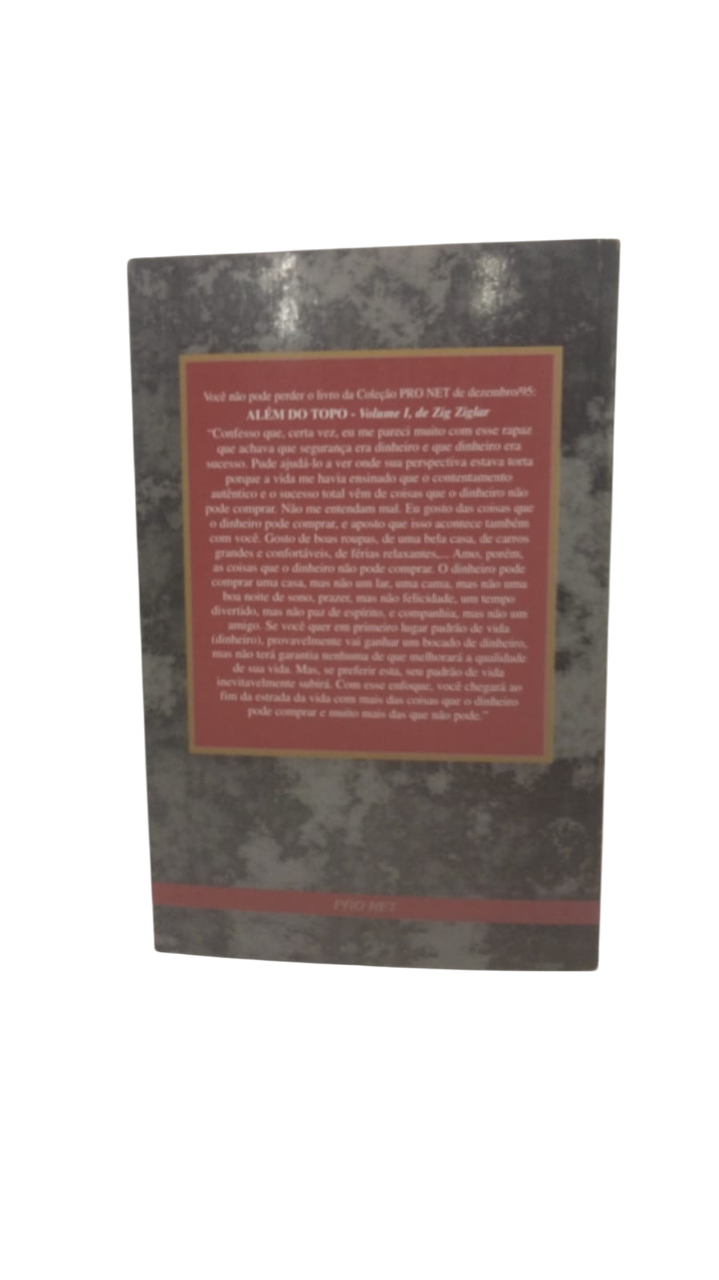 Você não pode perder o livro da Coleção PRO NET de dezembro/95:
ALÉM DO TOPO - Volume I, de Zig Ziglar
"Confesso que, certa vez, eu me pareci muito com esse rapaz
que achava que segurança era dinheiro e que dinheiro era
sucesso. Pude ajudá-lo a ver onde sua perspectiva estava torta
porque a vida me havia ensinado que o contentamento
autêntico e o sucesso total vêm de coisas que o dinheiro não
pode comprar. Não me entendam mal. Eu gosto das coisas que
o dinheiro pode comprar, e aposto que isso acontece também
com você. Gosto de boas roupas, de uma bela casa, de carros
grandes e confortáveis, de férias relaxantes,... Amo, porém,
as coisas que o dinheiro não pode comprar. O dinheiro pode
comprar uma casa, mas não um lar, uma cama, mas não uma
boa noite de sono, prazer, mas não felicidade, um tempo
divertido, mas não paz de espírito, e companhia, mas não um
amigo. Se você quer em primeiro lugar padrão de vida
(dinheiro), provavelmente vai ganhar um bocado de dinheiro,
mas não terá garantia nenhuma de que melhorará a qualidade
de sua vida. Mas, se preferir esta, seu padrão de vida
inevitavelmente subirá. Com esse enfoque, você chegará ao
fim da estrada da vida com mais das coisas que o dinheiro
pode comprar e muito mais das que não pode."
PRO NET